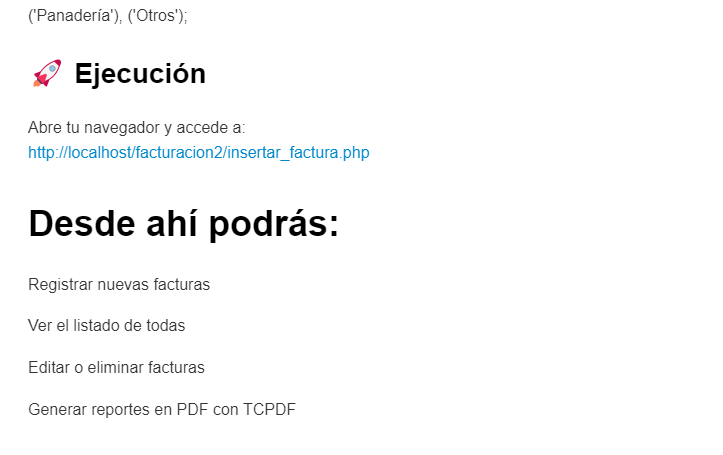 ('Panadería'), ('Otros');
🚀 Ejecución
Abre tu navegador y accede a:
http://localhost/facturacion2/insertar_factura.php
Desde ahí podrás:
Registrar nuevas facturas
Ver el listado de todas
Editar o eliminar facturas
Generar reportes en PDF con TCPDF